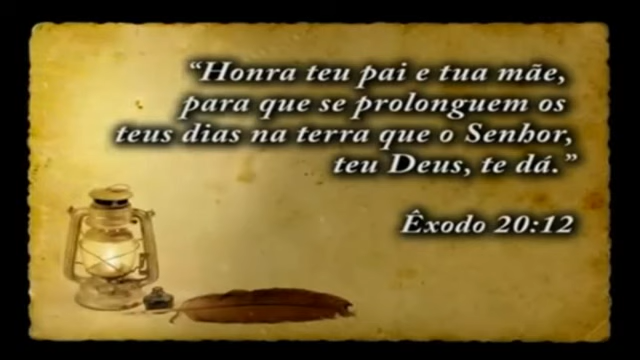 “Honra teu pai e tua mãe,
para que se prolonguem os
teus dias na terra que o Senhor,
teu Deus, te dá.”
Êxodo 20:12